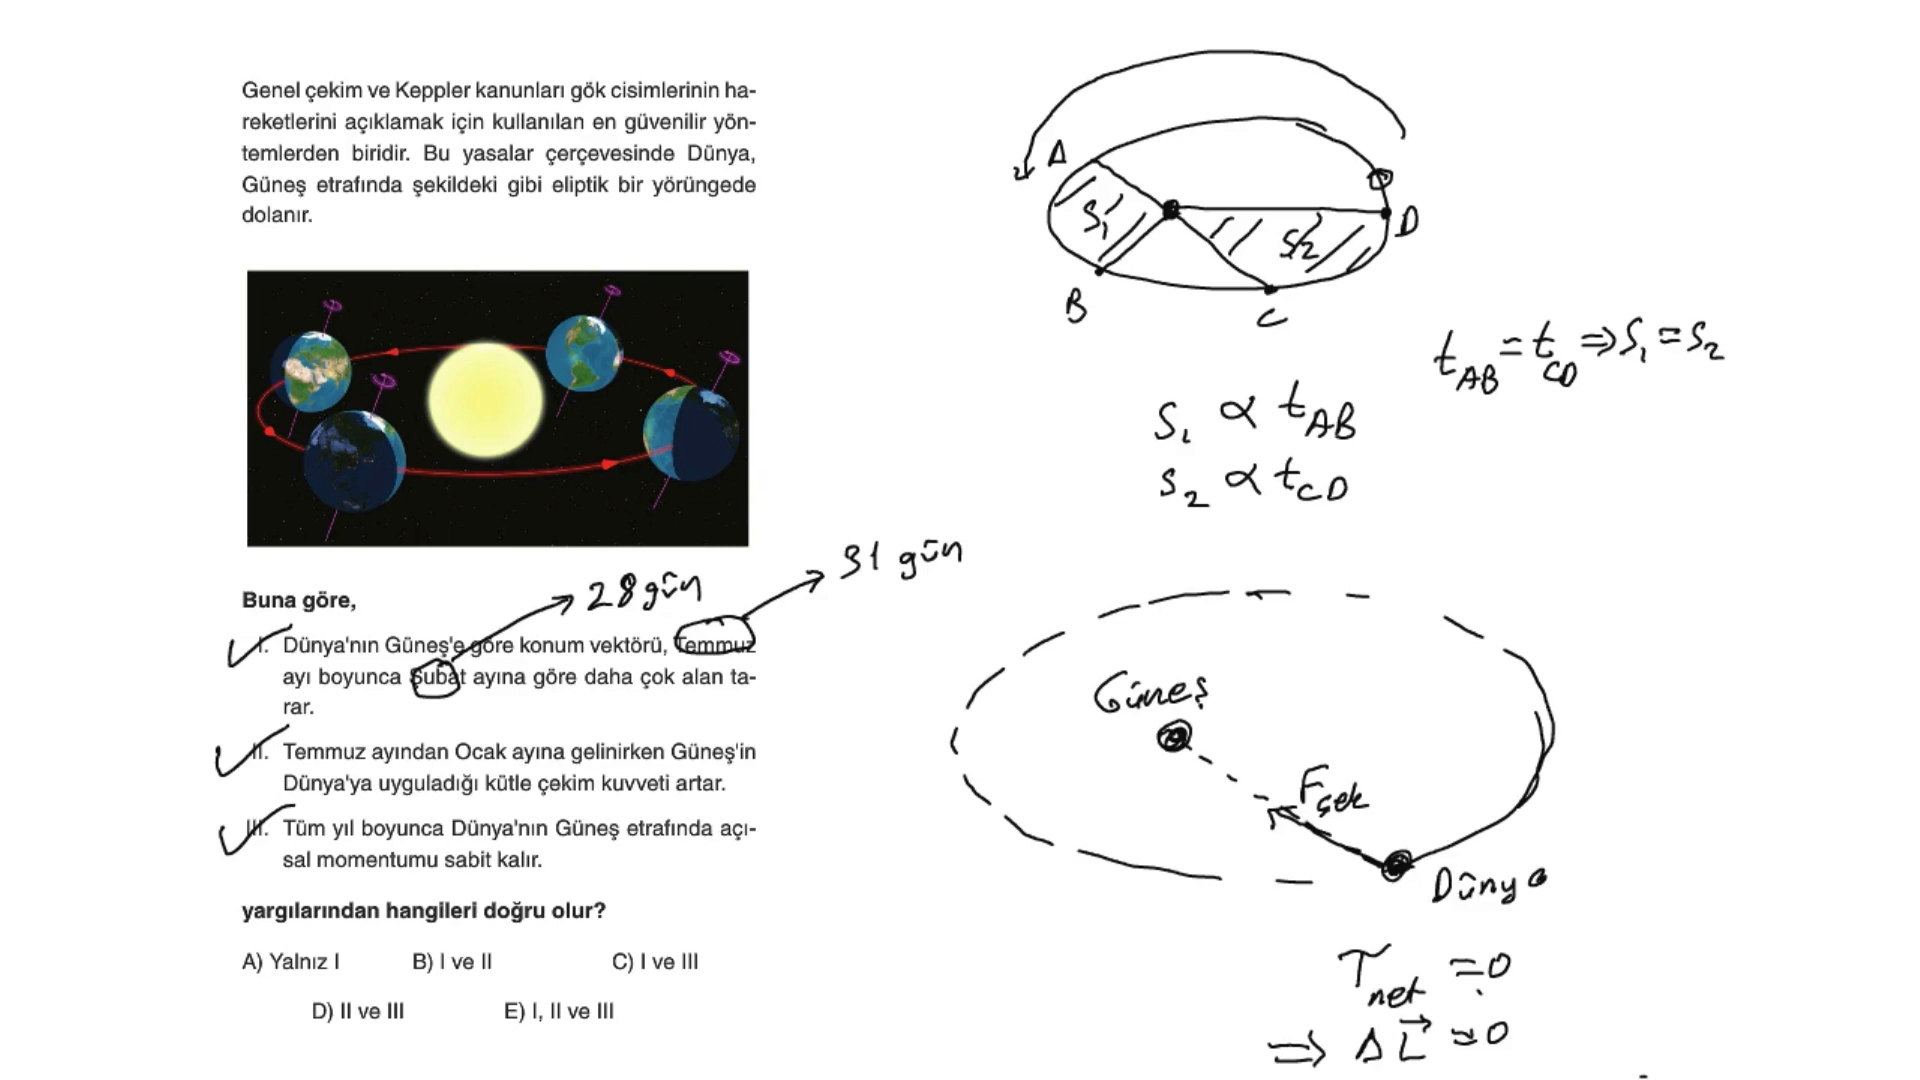 Genel çekim ve Keppler kanunları gök cisimlerinin ha-
reketlerini açıklamak için kullanılan en güvenilir yön-
temlerden biridir. Bu yasalar çerçevesinde Dünya,
Güneş etrafında şekildeki gibi eliptik bir yörüngede
dolanır.
Buna göre,
28 gün
31 gün
I. Dünya'nın Güneş'e göre konum vektörü, Temmuz
ayı boyunca Şubat ayına göre daha çok alan ta-
rar.
II. Temmuz ayından Ocak ayına gelinirken Güneş'in
Dünya'ya uyguladığı kütle çekim kuvveti artar.
III. Tüm yıl boyunca Dünya'nın Güneş etrafında açı-
sal momentumu sabit kalır.
yargılarından hangileri doğru olur?
A) Yalnız I B) I ve II C) I ve III
D) II ve III E) I, II ve III
A
S₁
S₂
D
B
C
t_AB = t_CD ⇒ S₁ = S₂
S₁ α t_AB
S₂ α t_CD
Güneş
Fçek
Dünya
τ_net = 0
⇒ ΔL⃗ = 0